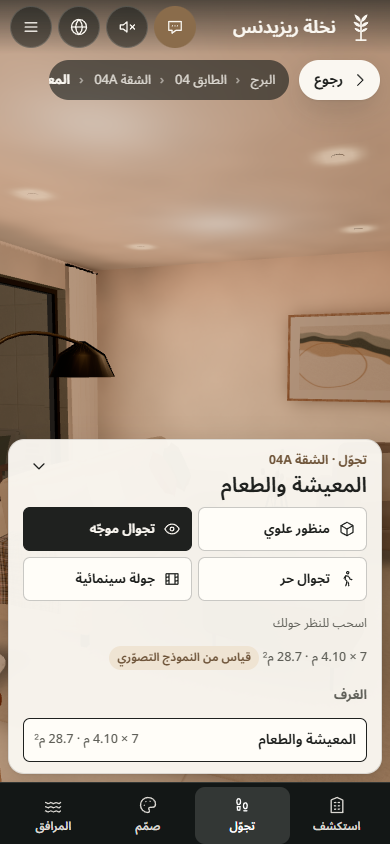 نخلة ريزيدنس
رجوع
البرج › الطابق 04 › الشقة 04A ›
تجوّل · الشقة 04A
المعيشة والطعام
منظور علوي
تجوال موجّه
تجوال حر
جولة سينمائية
اسحب للنظر حولك
7 × 4.10 م · 28.7 م² قياس من النموذج التصوّري
الغرف
المعيشة والطعام
7 × 4.10 م · 28.7 م²
استكشف
تجوّل
صمّم
المرافق